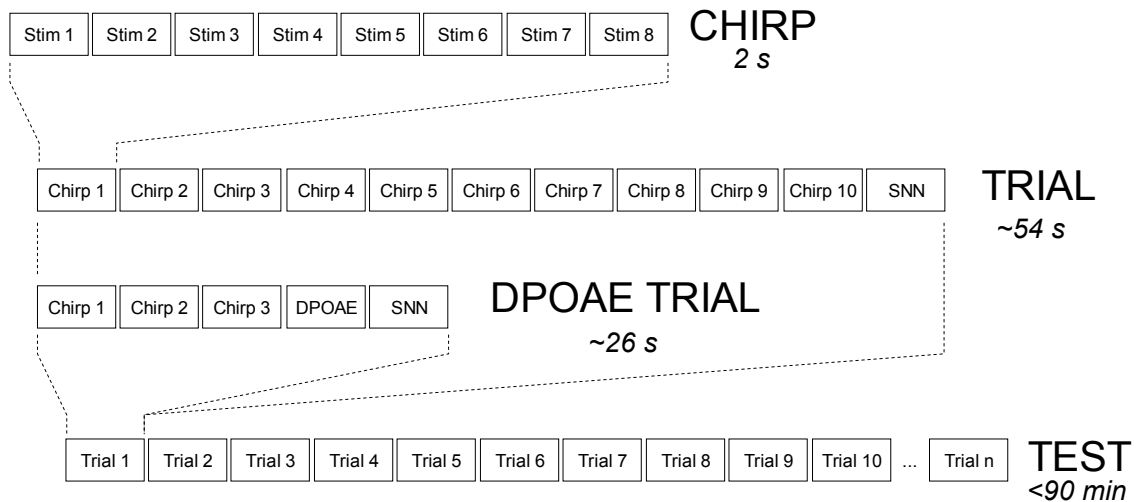 Stim 1 Stim 2 Stim 3 Stim 4 Stim 5 Stim 6 Stim 7 Stim 8 CHIRP
2 s
Chirp 1 Chirp 2 Chirp 3 Chirp 4 Chirp 5 Chirp 6 Chirp 7 Chirp 8 Chirp 9 Chirp 10 SNN TRIAL
~54 s
Chirp 1 Chirp 2 Chirp 3 DPOAE SNN DPOAE TRIAL
~26 s
Trial 1 Trial 2 Trial 3 Trial 4 Trial 5 Trial 6 Trial 7 Trial 8 Trial 9 Trial 10 ... Trial n TEST
<90 min